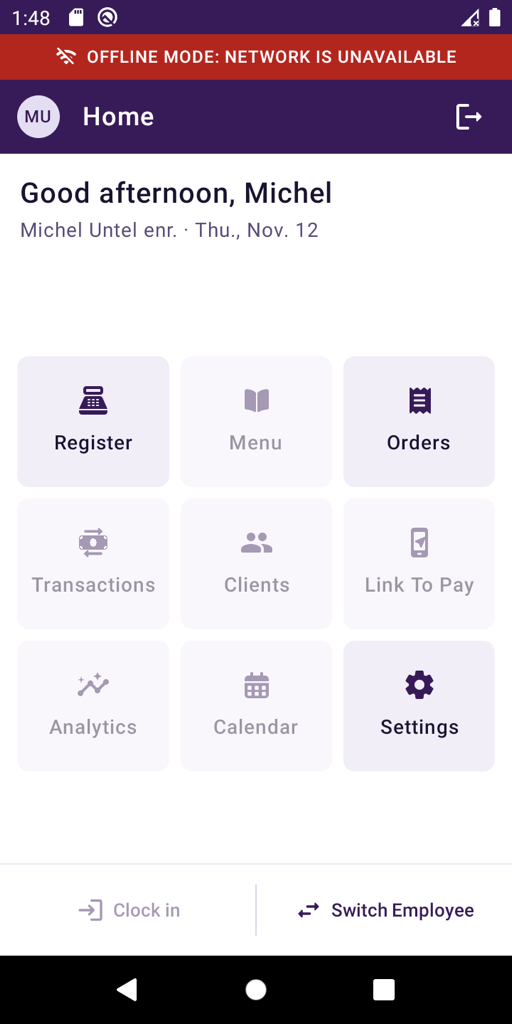 1:48
OFFLINE MODE: NETWORK IS UNAVAILABLE
MU Home
Good afternoon, Michel
Michel Untel enr. · Thu., Nov. 12
Register Menu Orders
Transactions Clients Link To Pay
Analytics Calendar Settings
Clock in Switch Employee